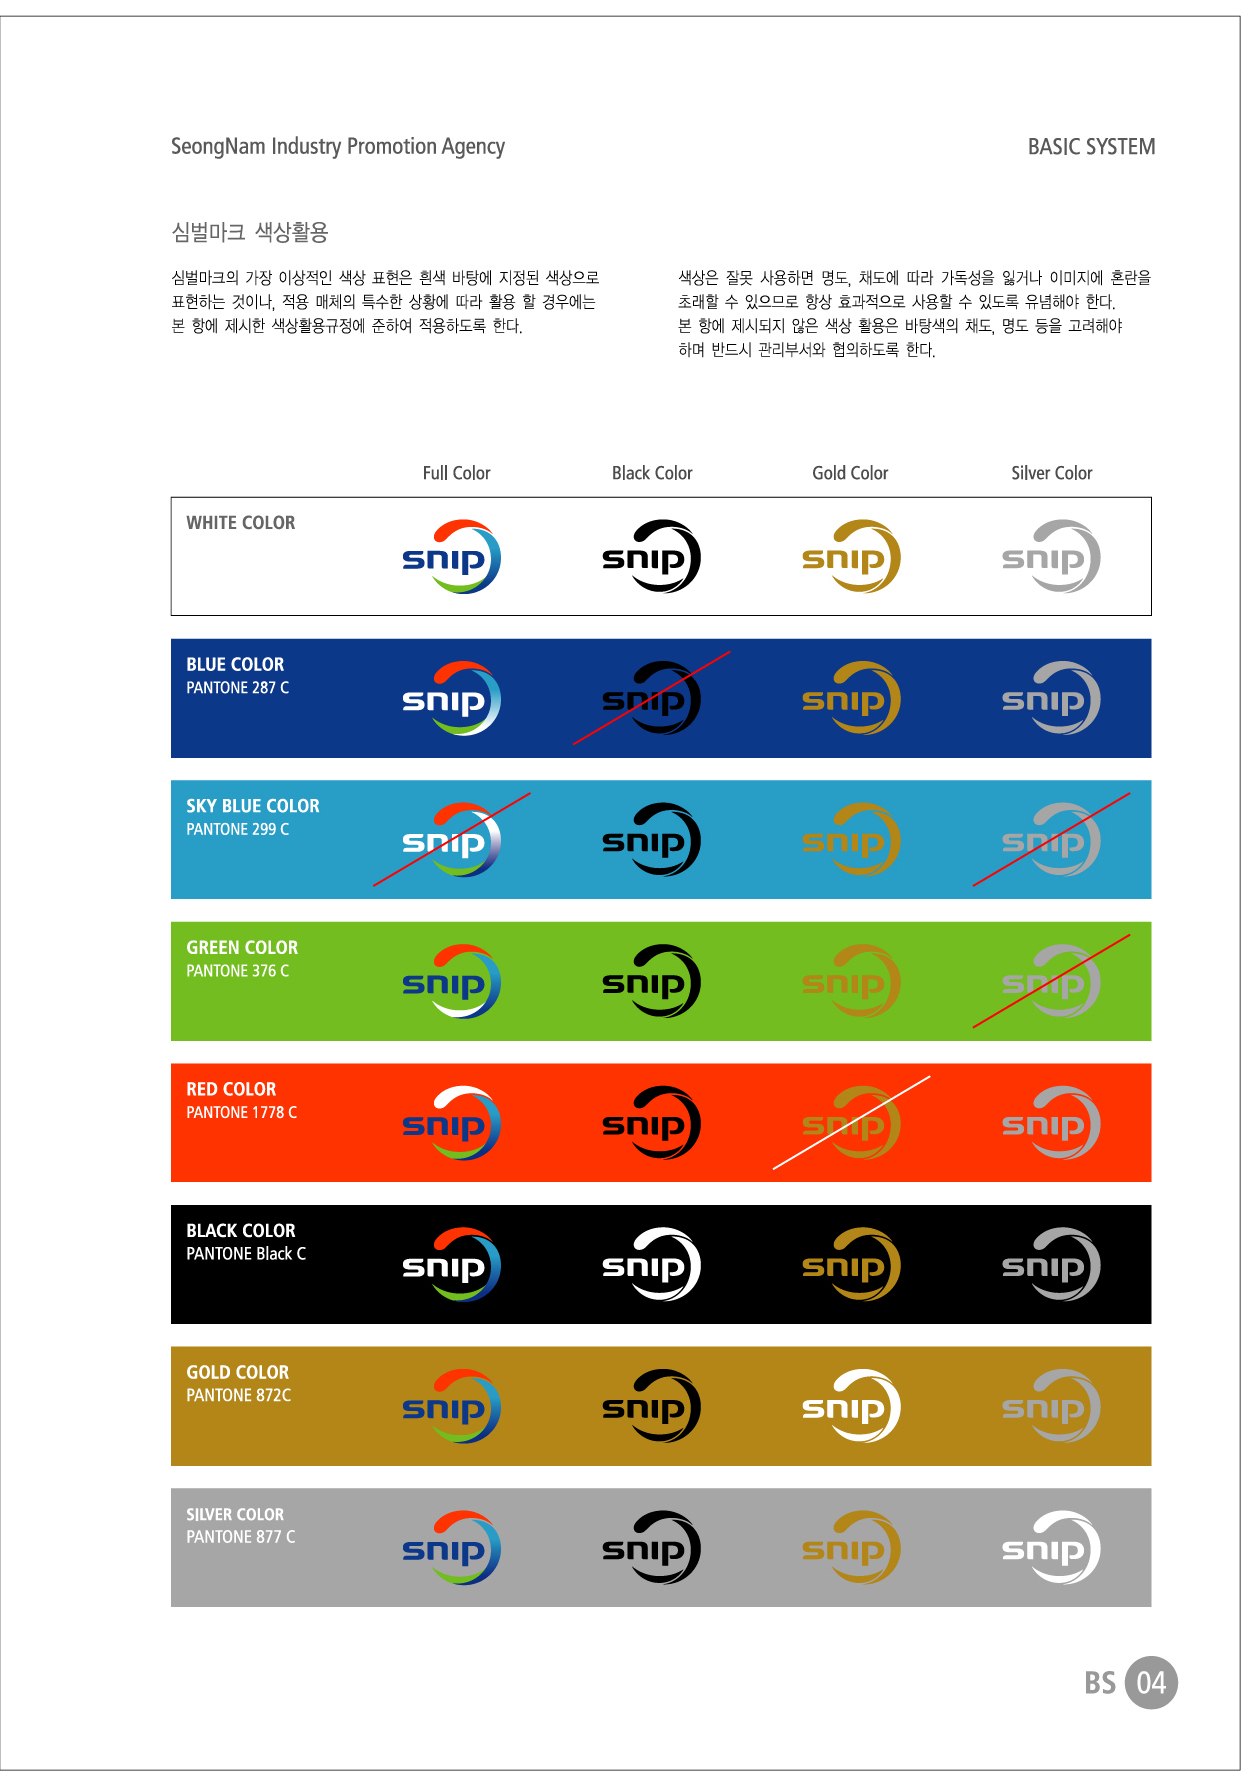 SeongNam Industry Promotion Agency
BASIC SYSTEM
심벌마크 색상활용
심벌마크의 가장 이상적인 색상 표현은 흰색 바탕에 지정된 색상으로
표현하는 것이나, 적용 매체의 특수한 상황에 따라 활용 할 경우에는
본 항에 제시한 색상활용규정에 준하여 적용하도록 한다.
색상은 잘못 사용하면 명도, 채도에 따라 가독성을 잃거나 이미지에 혼란을
초래할 수 있으므로 항상 효과적으로 사용할 수 있도록 유념해야 한다.
본 항에 제시되지 않은 색상 활용은 바탕색의 채도, 명도 등을 고려해야
하며 반드시 관리부서와 협의하도록 한다.
Full Color Black Color Gold Color Silver Color
WHITE COLOR
snip snip snip snip
BLUE COLOR
PANTONE 287 C
snip snip snip snip
SKY BLUE COLOR
PANTONE 299 C
snip snip snip snip
GREEN COLOR
PANTONE 376 C
snip snip snip snip
RED COLOR
PANTONE 1778 C
snip snip snip snip
BLACK COLOR
PANTONE Black C
snip snip snip snip
GOLD COLOR
PANTONE 872C
snip snip snip snip
SILVER COLOR
PANTONE 877 C
snip snip snip snip
BS 04